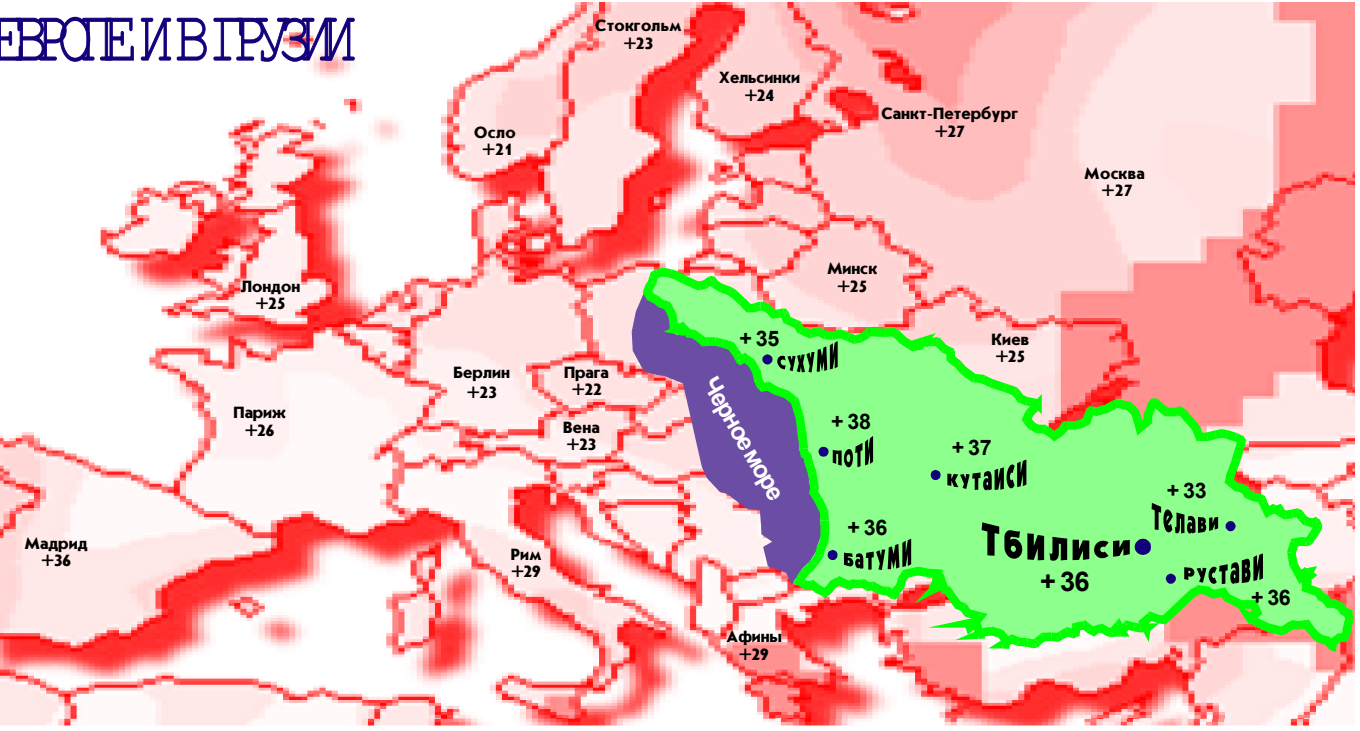 ЕВРОПЕ И В ГРУЗИИ
Стокгольм
+23
Хельсинки
+24
Санкт-Петербург
+27
Осло
+21
Москва
+27
Минск
+25
Лондон
+25
Киев
+25
+ 35
СУХУМИ
Берлин
+23
Прага
+22
Париж
+26
Вена
+23
Черное море
+ 38
ПОТИ
+ 37
КУТАИСИ
+ 33
Телави
Мадрид
+36
Рим
+29
+ 36
БАТУМИ
Тбилиси
+ 36
РУСТАВИ
+ 36
Афины
+29